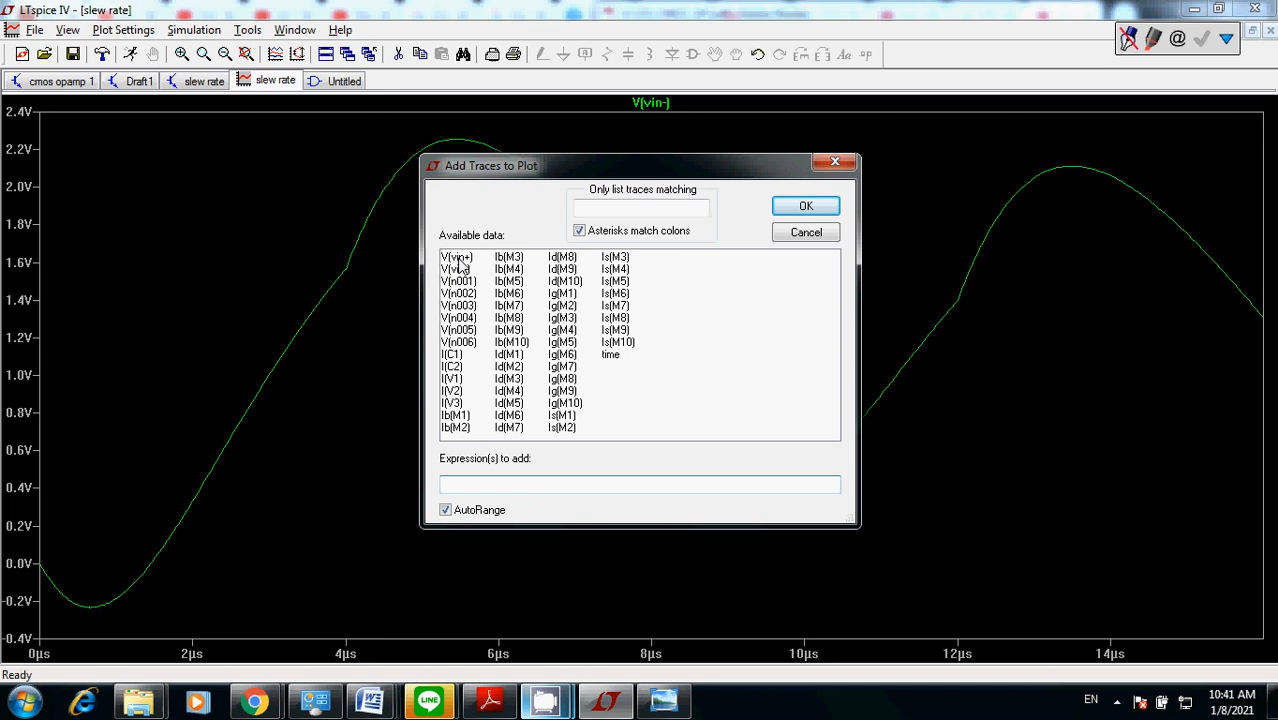 LTspice IV - [slew rate]
File View Plot Settings Simulation Tools Window Help
cmos opamp 1 Draft1 slew rate slew rate Untitled
V(vin-)
2.4V
2.2V
2.0V
1.8V
1.6V
1.4V
1.2V
1.0V
0.8V
0.6V
0.4V
0.2V
0.0V
-0.2V
-0.4V
0µs 2µs 4µs 6µs 8µs 10µs 12µs 14µs
Add Traces to Plot
Only list traces matching
OK
Asterisks match colons
Cancel
Available data:
V(vin+) Ib(M3) Id(M8) Is(M3)
Ib(M4) Id(M9) Is(M4)
V(n001) Ib(M5) Id(M10) Is(M5)
V(n002) Ib(M6) Ig(M1) Is(M6)
V(n003) Ib(M7) Ig(M2) Is(M7)
V(n004) Ib(M8) Ig(M3) Is(M8)
V(n005) Ib(M9) Ig(M4) Is(M9)
V(n006) Ib(M10) Ig(M5) Is(M10)
I(C1) Id(M1) Ig(M6) time
I(C2) Id(M2) Ig(M7)
I(V1) Id(M3) Ig(M8)
I(V2) Id(M4) Ig(M9)
I(V3) Id(M5) Ig(M10)
Ib(M1) Id(M6) Is(M1)
Ib(M2) Id(M7) Is(M2)
Expression(s) to add:
AutoRange
Ready
EN
10:41 AM
1/8/2021